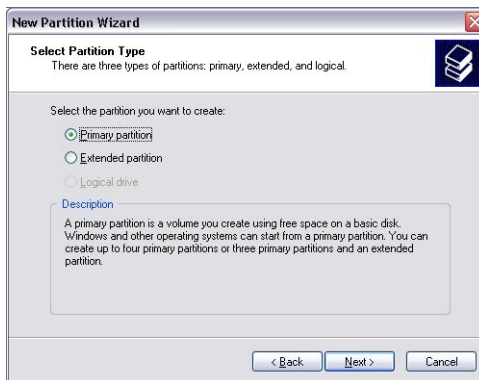 New Partition Wizard
Select Partition Type
There are three types of partitions: primary, extended, and logical.
Select the partition you want to create:
Primary partition
Extended partition
Logical drive
Description
A primary partition is a volume you create using free space on a basic disk.
Windows and other operating systems can start from a primary partition. You can
create up to four primary partitions or three primary partitions and an extended
partition.
< Back Next > Cancel